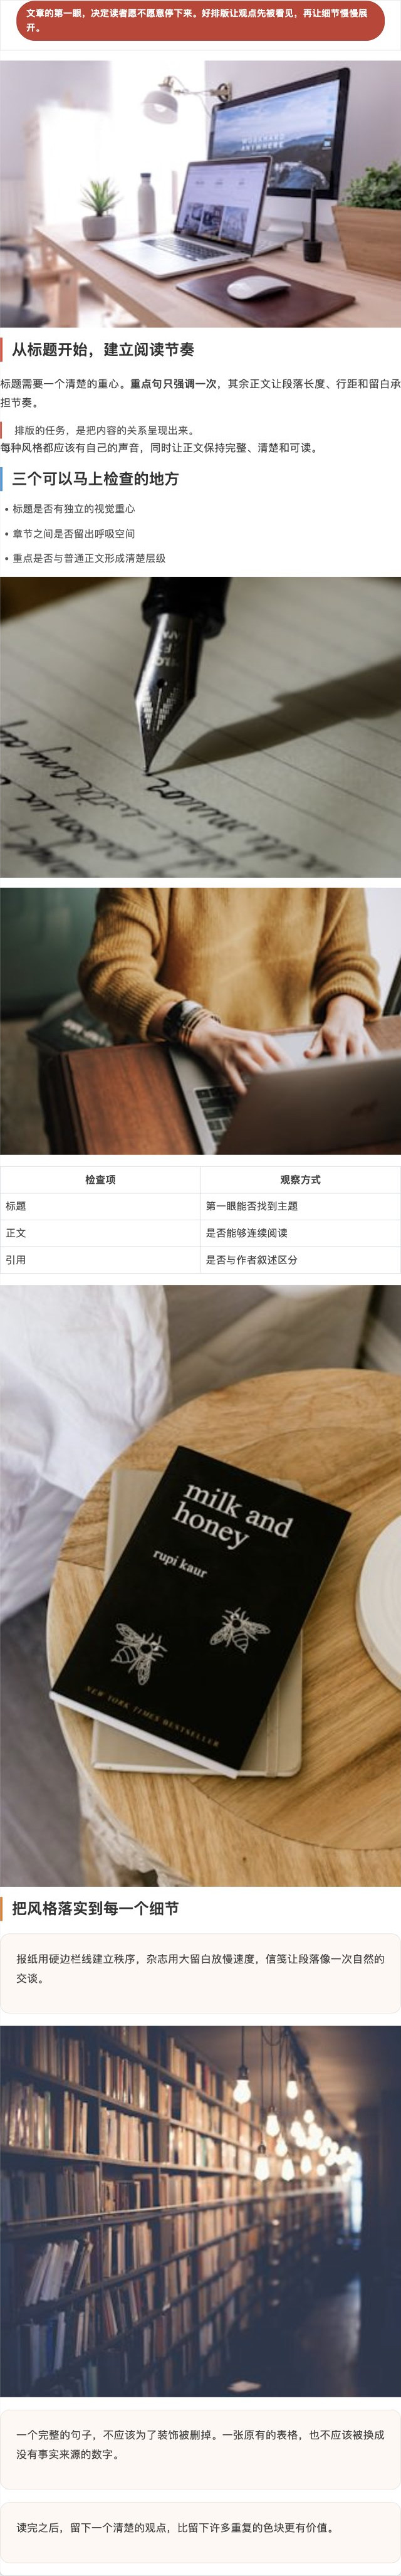 文章的第一眼，决定读者愿不愿意停下来。好排版让观点先被看见，再让细节慢慢展
开。
WORK HARD
ANYWHERE
从标题开始，建立阅读节奏
标题需要一个清楚的重心。重点句只强调一次，其余正文让段落长度、行距和留白承
担节奏。
排版的任务，是把内容的关系呈现出来。
每种风格都应该有自己的声音，同时让正文保持完整、清楚和可读。
三个可以马上检查的地方
• 标题是否有独立的视觉重心
• 章节之间是否留出呼吸空间
• 重点是否与普通正文形成清楚层级
检查项 观察方式
标题 第一眼能否找到主题
正文 是否能够连续阅读
引用 是否与作者叙述区分
milk and
honey
rupi kaur
NEW YORK TIMES BESTSELLER
把风格落实到每一个细节
报纸用硬边栏线建立秩序，杂志用大留白放慢速度，信笺让段落像一次自然的
交谈。
一个完整的句子，不应该为了装饰被删掉。一张原有的表格，也不应该被换成
没有事实来源的数字。
读完之后，留下一个清楚的观点，比留下许多重复的色块更有价值。